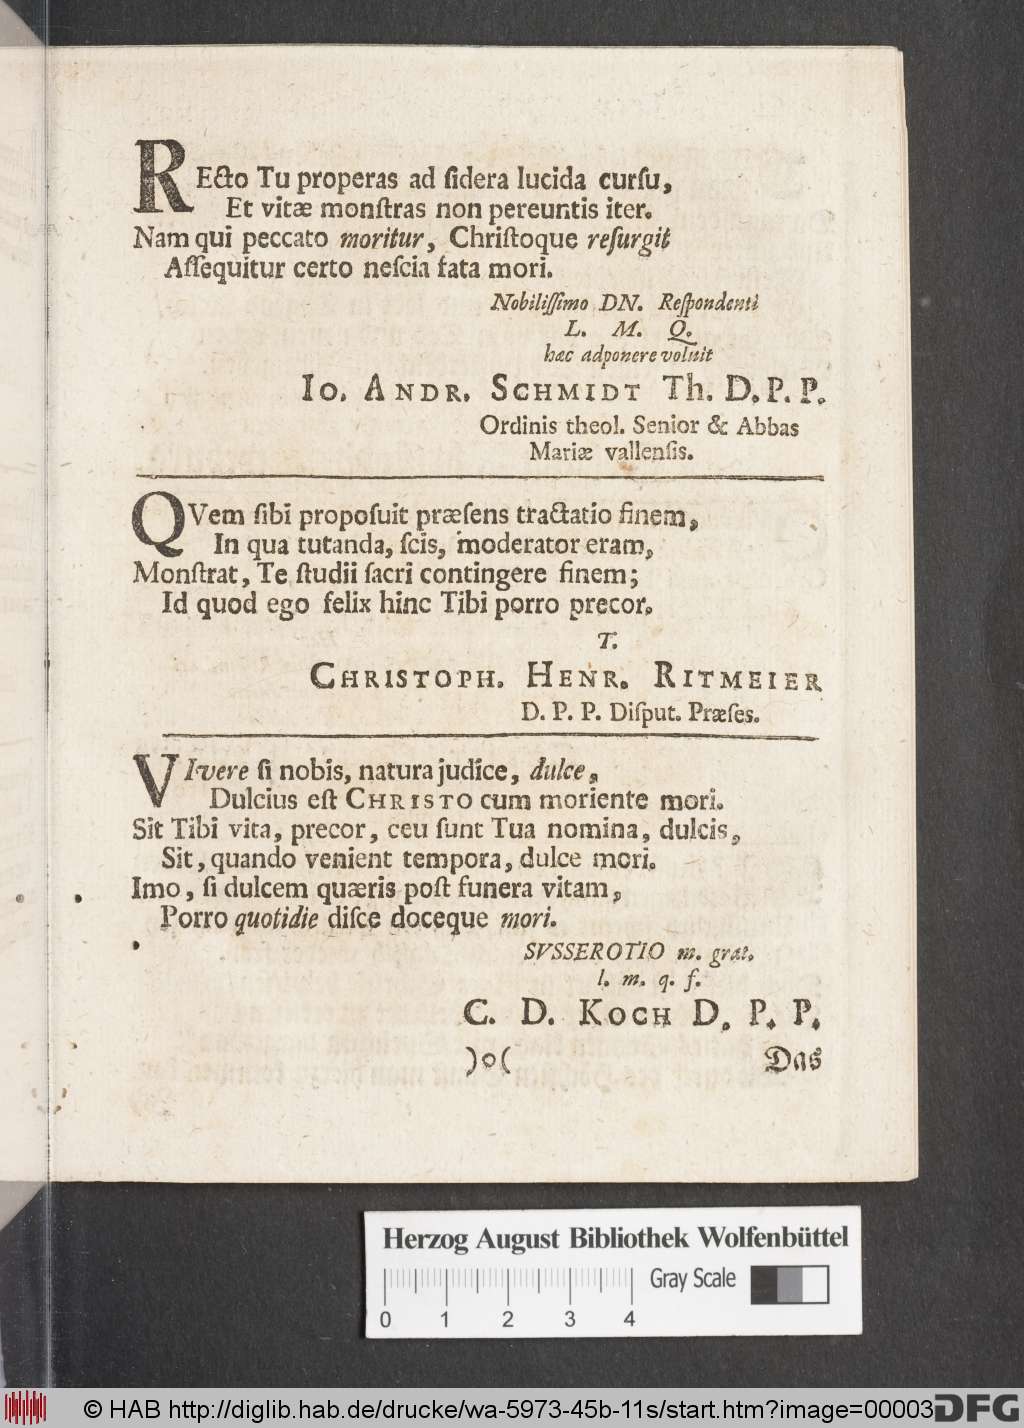 REcto Tu properas ad ſidera lucida curſu,
Et vitæ monſtras non pereuntis iter.
Nam qui peccato moritur, Chriſtoque reſurgit
Aſſequitur certo neſcia fata mori.
Nobiliſſimo DN. Reſpondenti
L. M. Q.
hæc adponere voluit
IO. ANDR. SCHMIDT Th. D. P. P.
Ordinis theol. Senior & Abbas
Mariæ vallenſis.
QVem ſibi propoſuit præſens tractatio finem,
In qua tutanda, ſcis, moderator eram,
Monſtrat, Te ſtudii ſacri contingere finem;
Id quod ego felix hinc Tibi porro precor.
T.
CHRISTOPH. HENR. RITMEIER
D. P. P. Diſput. Præſes.
VIvere ſi nobis, natura judice, dulce,
Dulcius eſt CHRISTO cum moriente mori.
Sit Tibi vita, precor, ceu ſunt Tua nomina, dulcis,
Sit, quando venient tempora, dulce mori.
Imo, ſi dulcem quæris poſt funera vitam,
Porro quotidie diſce doceque mori.
SVSSEROTIO m. grat.
l. m. q. ſ.
C. D. KOCH D. P. P.
)o( Das
Herzog August Bibliothek Wolfenbüttel
Gray Scale
0 1 2 3 4
© HAB http://diglib.hab.de/drucke/wa-5973-45b-11s/start.htm?image=00003
DFG